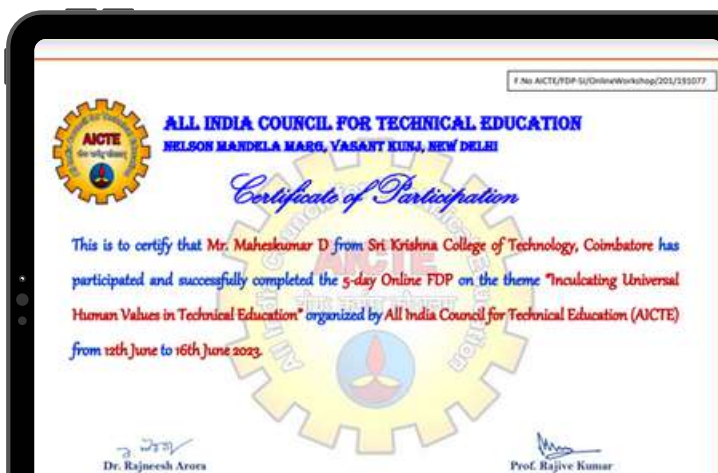 F.No AICTE/FDP-SI/OnlineWorkshop/201/191077
AICTE
ALL INDIA COUNCIL FOR TECHNICAL EDUCATION
NELSON MANDELA MARG, VASANT KUNJ, NEW DELHI
Certificate of Participation
This is to certify that Mr. Maheskumar D from Sri Krishna College of Technology, Coimbatore has
participated and successfully completed the 5-day Online FDP on the theme "Inculcating Universal
Human Values in Technical Education" organized by All India Council for Technical Education (AICTE)
from 12th June to 16th June 2023.
Dr. Rajneesh Arora
Prof. Rajive Kumar